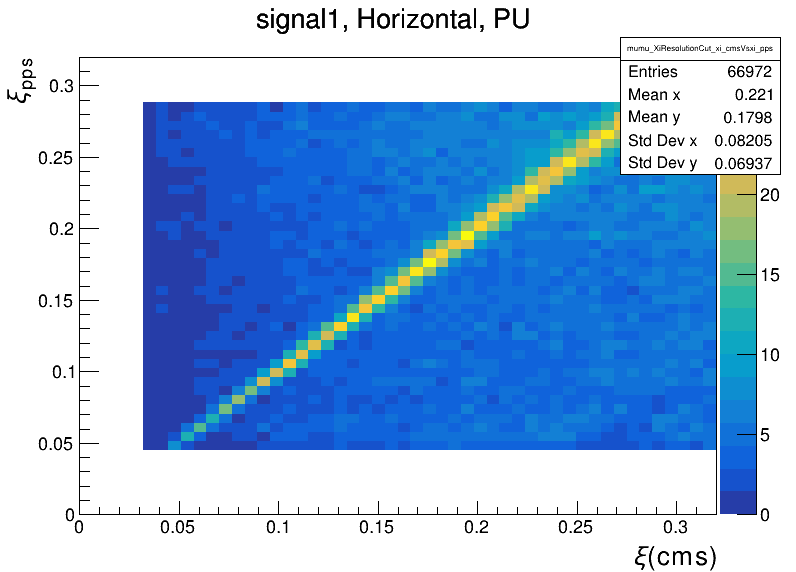 signal1, Horizontal, PU
mumu_XiResolutionCut_xi_cmsVsxi_pps
Entries 66972
Mean x 0.221
Mean y 0.1798
Std Dev x 0.08205
Std Dev y 0.06937
ξpps
0.3
0.25
0.2
0.15
0.1
0.05
0
20
15
10
5
0
0 0.05 0.1 0.15 0.2 0.25 0.3
ξ(cms)